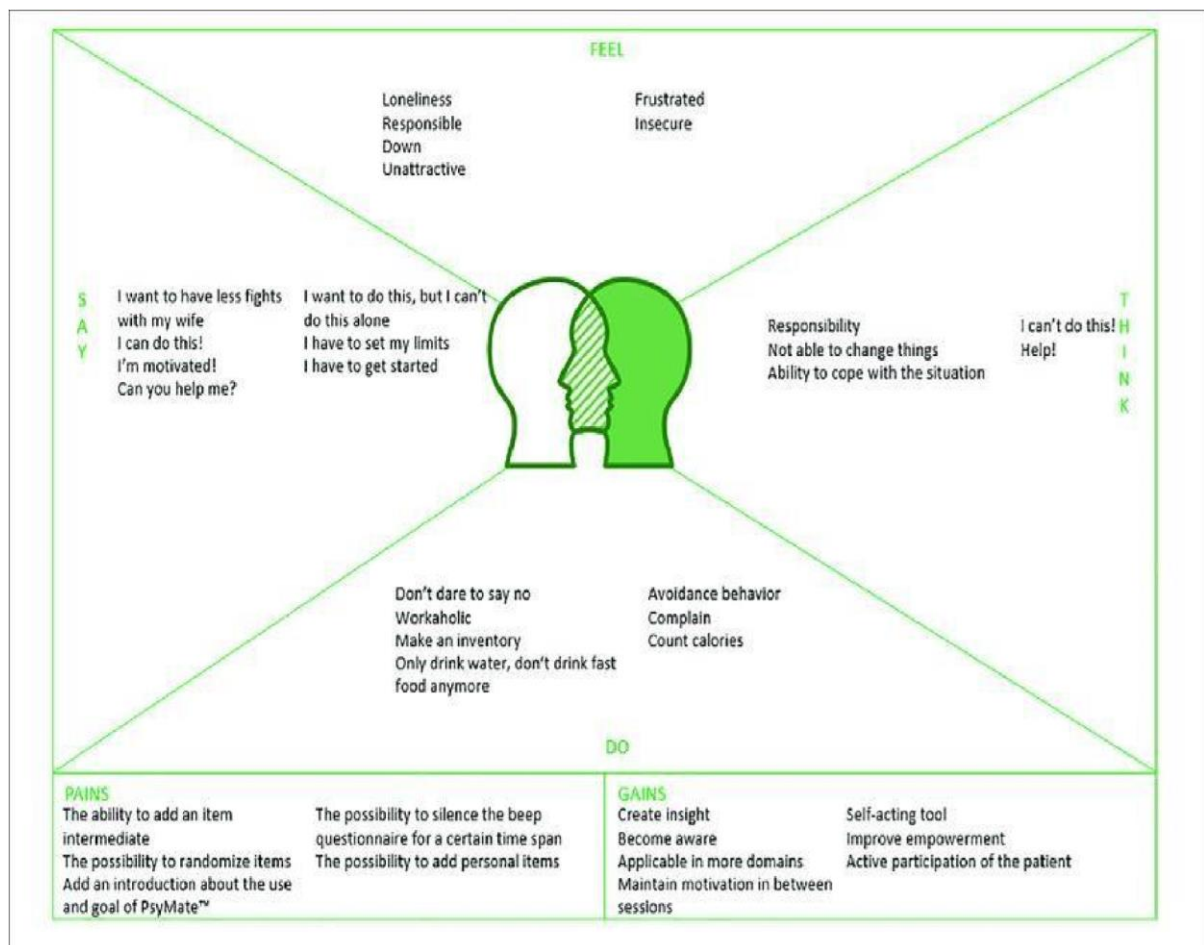 FEEL
Loneliness
Responsible
Down
Unattractive
Frustrated
Insecure
SAY
I want to have less fights
with my wife
I can do this!
I'm motivated!
Can you help me?
I want to do this, but I can't
do this alone
I have to set my limits
I have to get started
Responsibility
Not able to change things
Ability to cope with the situation
I can't do this!
Help!
THINK
Don't dare to say no
Workaholic
Make an inventory
Only drink water, don't drink fast
food anymore
Avoidance behavior
Complain
Count calories
DO
PAINS
The ability to add an item
intermediate
The possibility to randomize items
Add an introduction about the use
and goal of PsyMate™
The possibility to silence the beep
questionnaire for a certain time span
The possibility to add personal items
GAINS
Create insight
Become aware
Applicable in more domains
Maintain motivation in between
sessions
Self-acting tool
Improve empowerment
Active participation of the patient